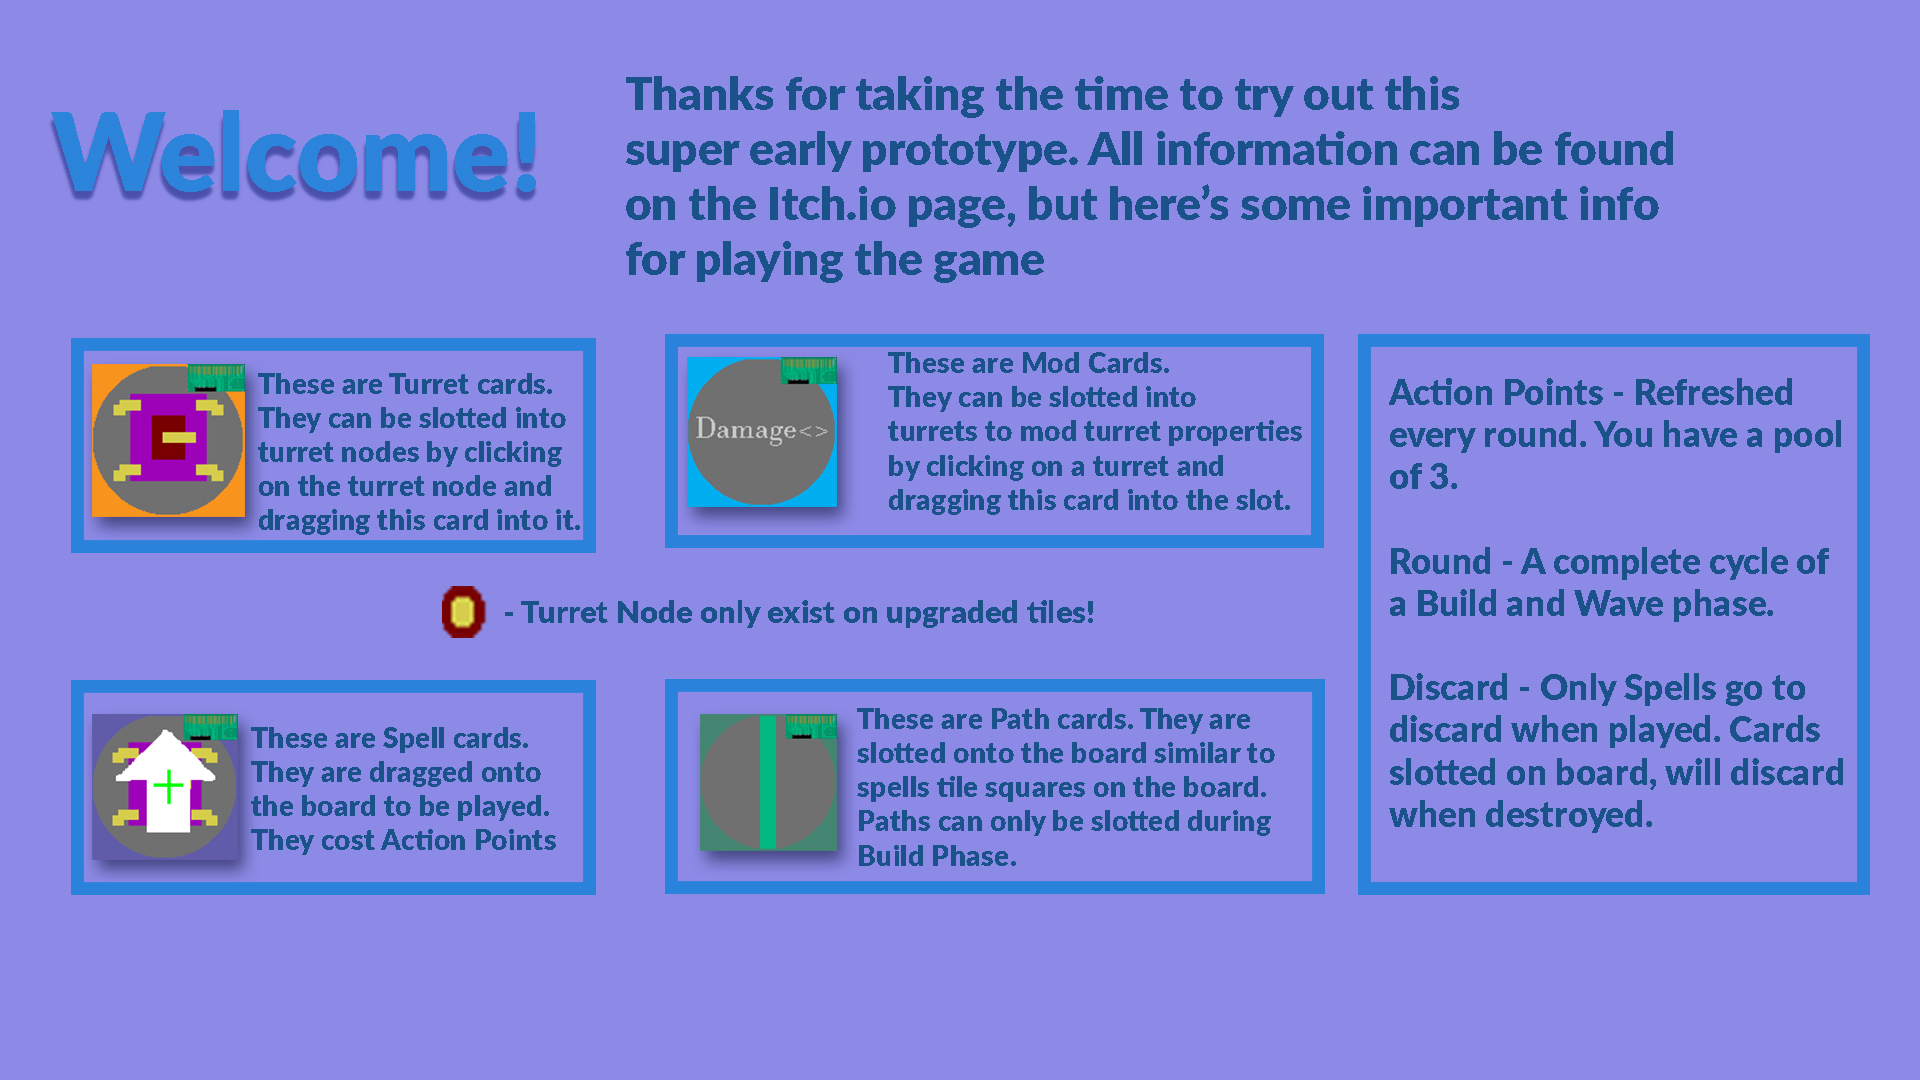 Welcome!
Thanks for taking the time to try out this
super early prototype. All information can be found
on the Itch.io page, but here’s some important info
for playing the game
These are Turret cards.
They can be slotted into
turret nodes by clicking
on the turret node and
dragging this card into it.
Damage<>
These are Mod Cards.
They can be slotted into
turrets to mod turret properties
by clicking on a turret and
dragging this card into the slot.
- Turret Node only exist on upgraded tiles!
These are Spell cards.
They are dragged onto
the board to be played.
They cost Action Points
These are Path cards. They are
slotted onto the board similar to
spells tile squares on the board.
Paths can only be slotted during
Build Phase.
Action Points - Refreshed
every round. You have a pool
of 3.
Round - A complete cycle of
a Build and Wave phase.
Discard - Only Spells go to
discard when played. Cards
slotted on board, will discard
when destroyed.